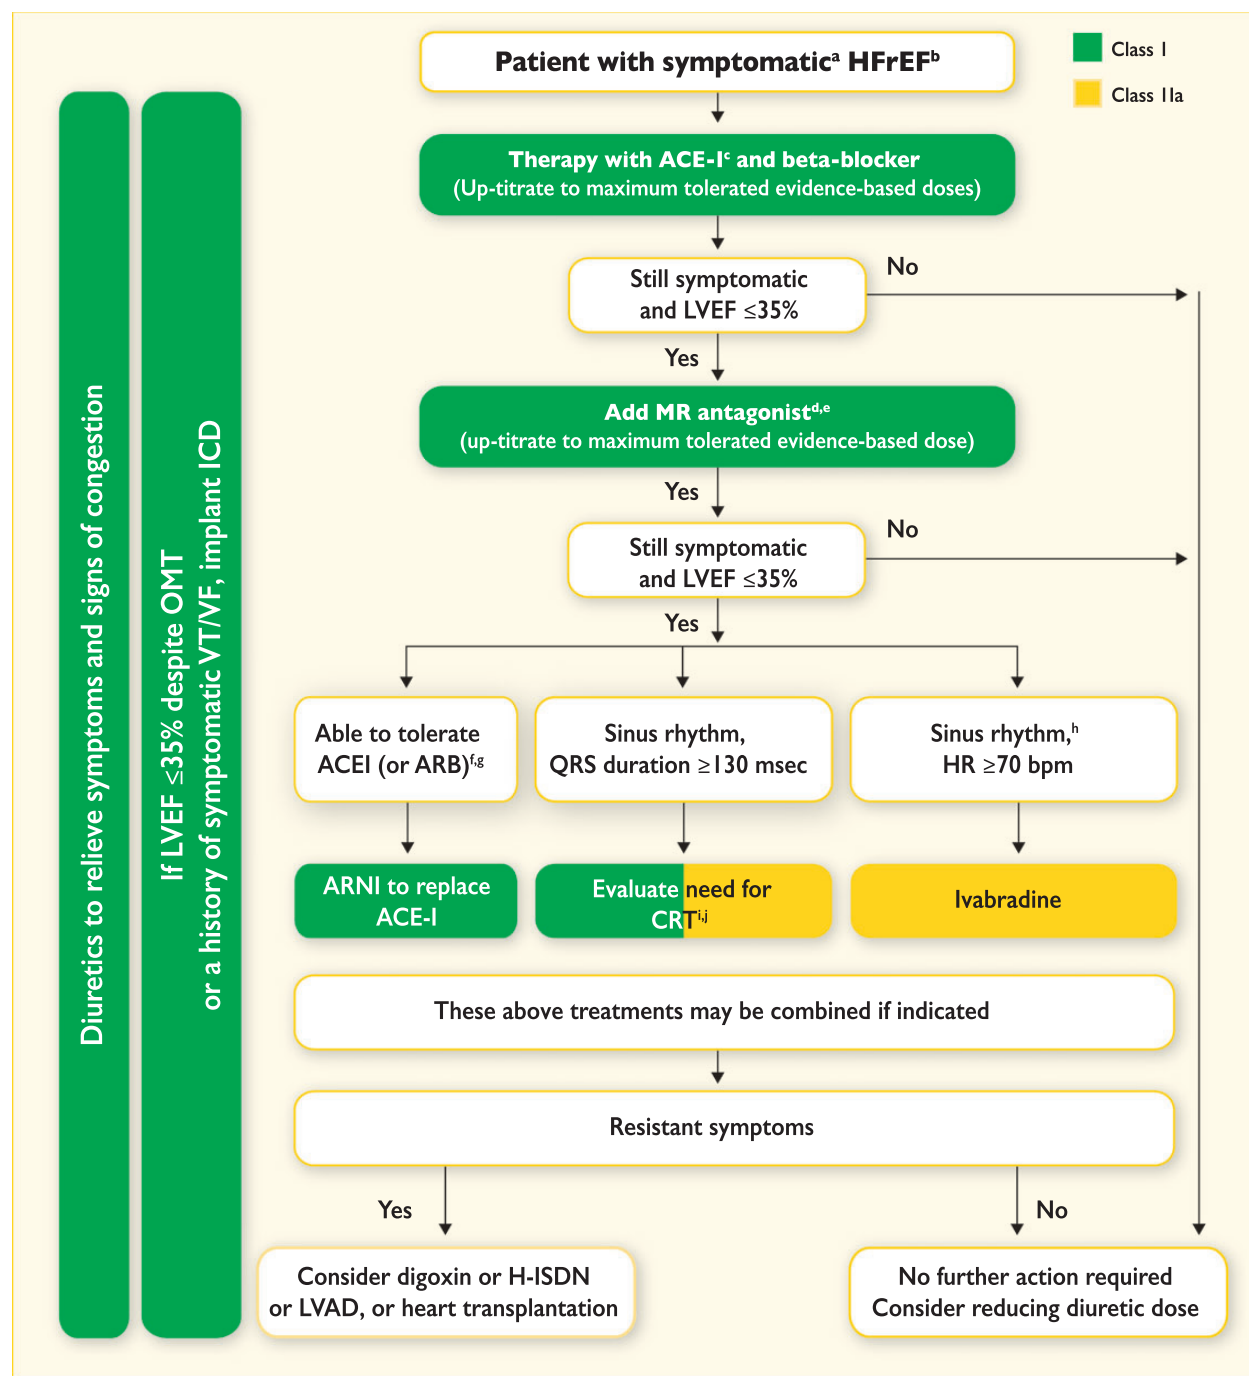 Patient with symptomaticᵃ HFrEFᵇ
Class I
Class IIa
Diuretics to relieve symptoms and signs of congestion
If LVEF ≤35% despite OMT
or a history of symptomatic VT/VF, implant ICD
Therapy with ACE-Iᶜ and beta-blocker
(Up-titrate to maximum tolerated evidence-based doses)
Still symptomatic
and LVEF ≤35%
No
Yes
Add MR antagonistᵈ,ᵉ
(up-titrate to maximum tolerated evidence-based dose)
Yes
Still symptomatic
and LVEF ≤35%
No
Yes
Able to tolerate
ACEI (or ARB)ᶠ,ᵍ
Sinus rhythm,
QRS duration ≥130 msec
Sinus rhythm,ʰ
HR ≥70 bpm
ARNI to replace
ACE-I
Evaluate need for
CRTⁱ,ʲ
Ivabradine
These above treatments may be combined if indicated
Resistant symptoms
Yes
No
Consider digoxin or H-ISDN
or LVAD, or heart transplantation
No further action required
Consider reducing diuretic dose